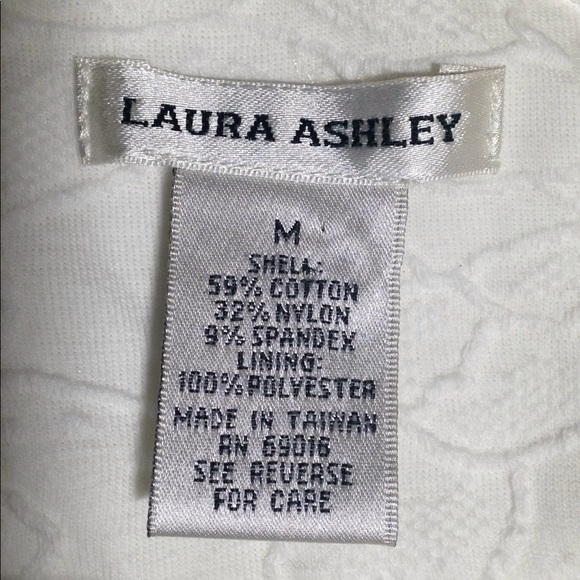 LAURA ASHLEY
M
SHELL:
59% COTTON
32% NYLON
9% SPANDEX
LINING:
100% POLYESTER
MADE IN TAIWAN
RN 69016
SEE REVERSE
FOR CARE